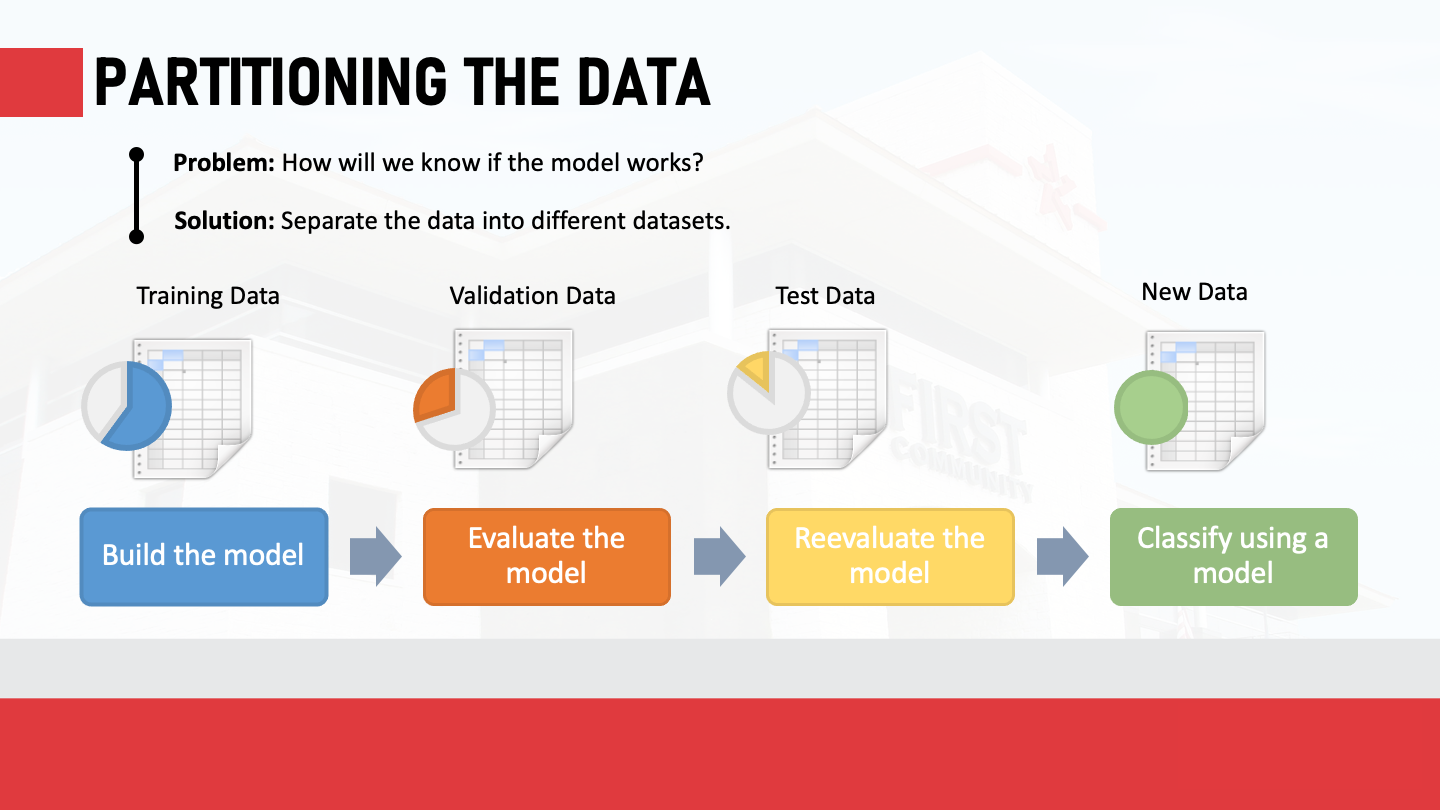 PARTITIONING THE DATA
Problem: How will we know if the model works?
Solution: Separate the data into different datasets.
Training Data
Validation Data
Test Data
New Data
FIRST
COMMUNITY
Build the model
Evaluate the
model
Reevaluate the
model
Classify using a
model